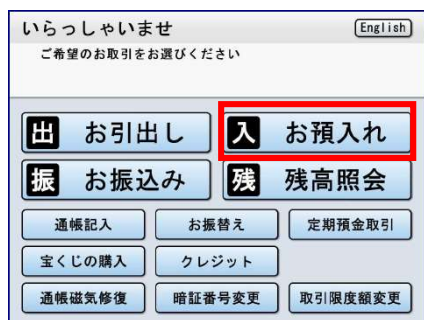 いらっしゃいませ English
ご希望のお取引をお選びください
出 お引出し 入 お預入れ
振 お振込み 残 残高照会
通帳記入 お振替え 定期預金取引
宝くじの購入 クレジット
通帳磁気修復 暗証番号変更 取引限度額変更